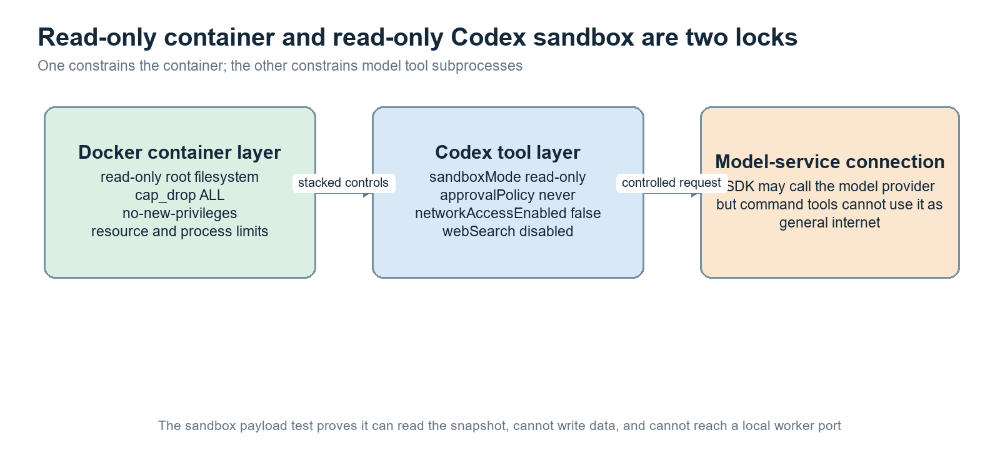 Read-only container and read-only Codex sandbox are two locks
One constrains the container; the other constrains model tool subprocesses
Docker container layer
read-only root filesystem
cap_drop ALL
no-new-privileges
resource and process limits
stacked controls
Codex tool layer
sandboxMode read-only
approvalPolicy never
networkAccessEnabled false
webSearch disabled
controlled request
Model-service connection
SDK may call the model provider
but command tools cannot use it as
general internet
The sandbox payload test proves it can read the snapshot, cannot write data, and cannot reach a local worker port